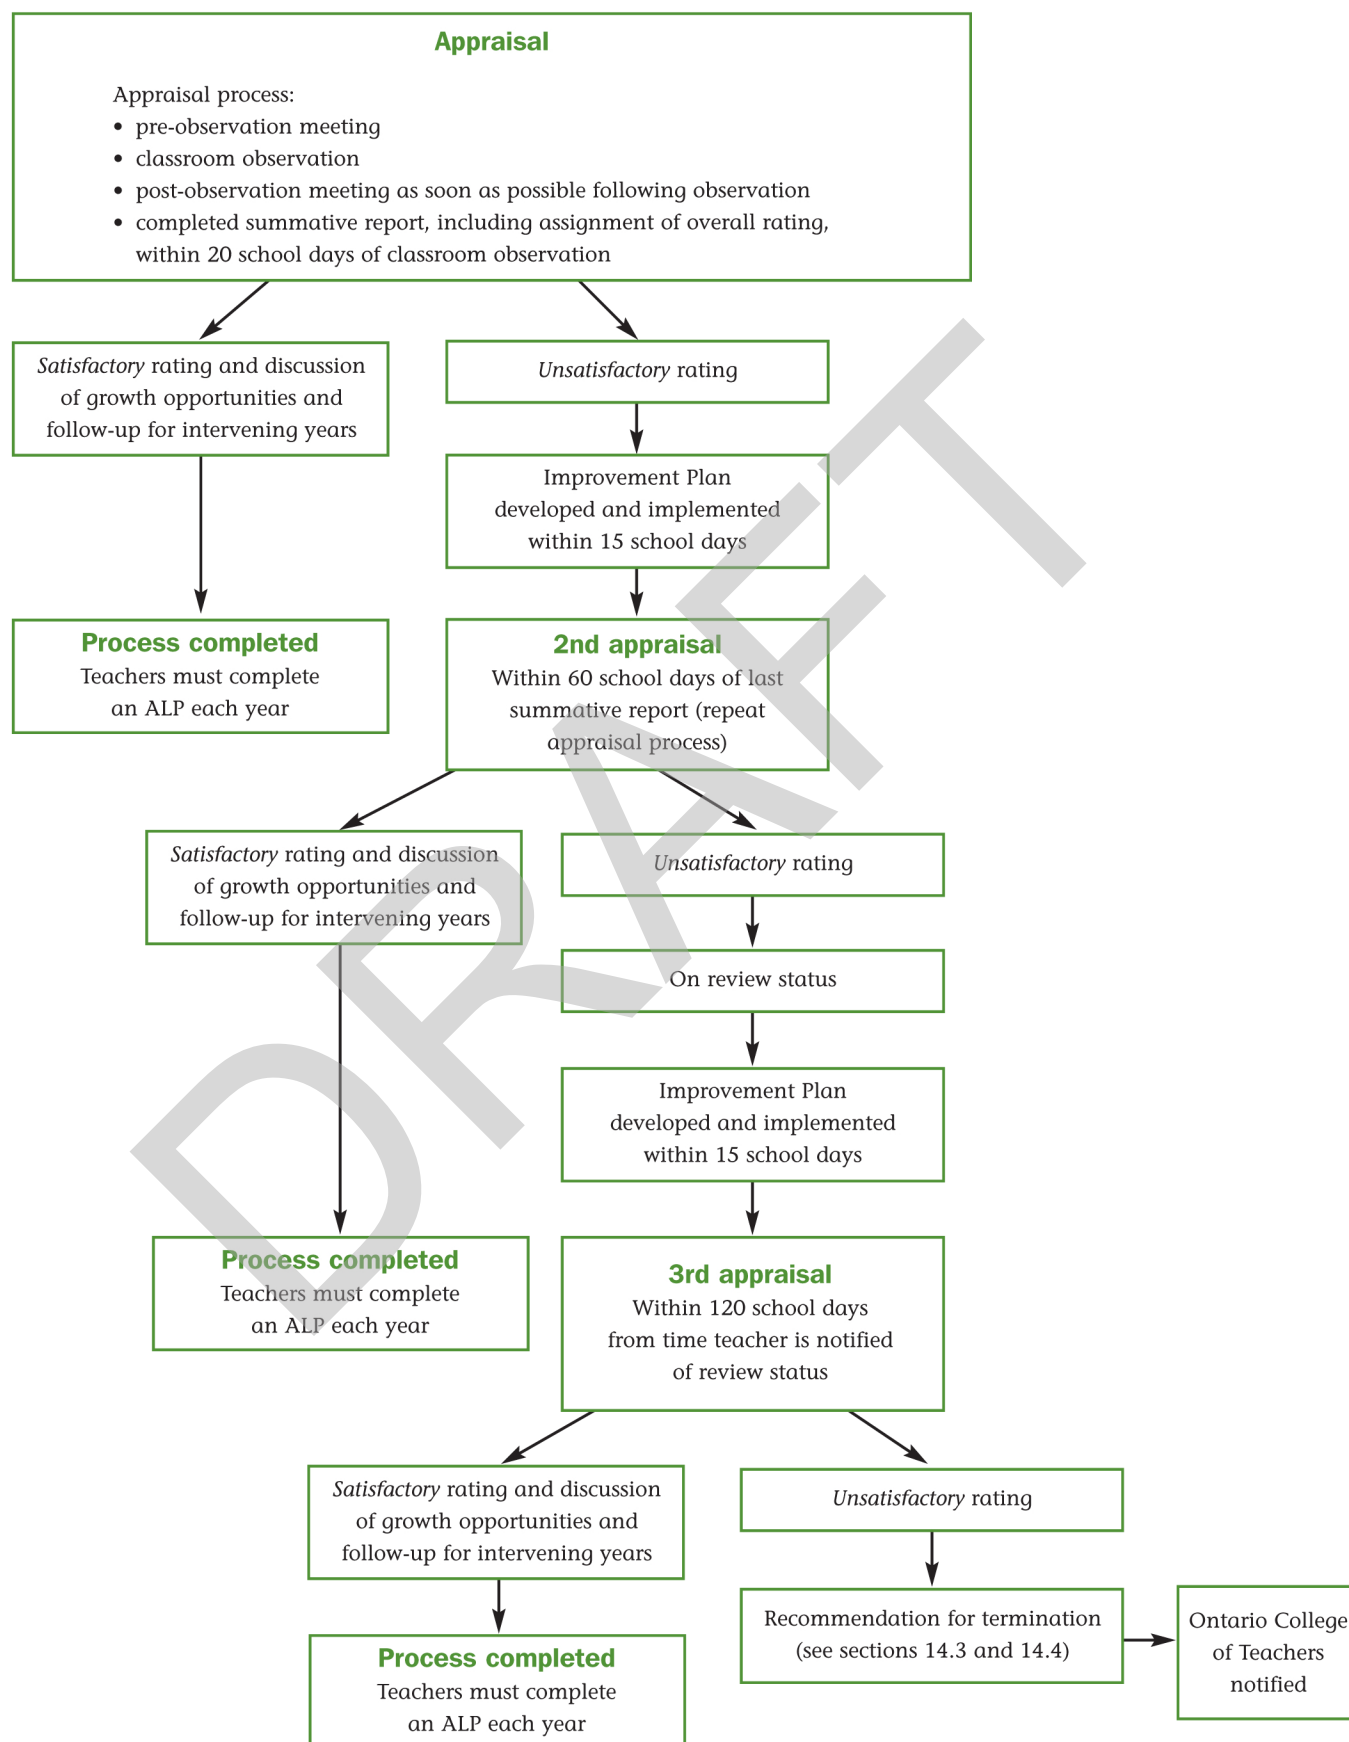 Appraisal
Appraisal process:
• pre-observation meeting
• classroom observation
• post-observation meeting as soon as possible following observation
• completed summative report, including assignment of overall rating,
within 20 school days of classroom observation
Satisfactory rating and discussion
of growth opportunities and
follow-up for intervening years
Unsatisfactory rating
Improvement Plan
developed and implemented
within 15 school days
Process completed
Teachers must complete
an ALP each year
2nd appraisal
Within 60 school days of last
summative report (repeat
appraisal process)
Satisfactory rating and discussion
of growth opportunities and
follow-up for intervening years
Unsatisfactory rating
On review status
Improvement Plan
developed and implemented
within 15 school days
Process completed
Teachers must complete
an ALP each year
3rd appraisal
Within 120 school days
from time teacher is notified
of review status
Satisfactory rating and discussion
of growth opportunities and
follow-up for intervening years
Unsatisfactory rating
Recommendation for termination
(see sections 14.3 and 14.4)
Ontario College
of Teachers
notified
Process completed
Teachers must complete
an ALP each year
DRAFT